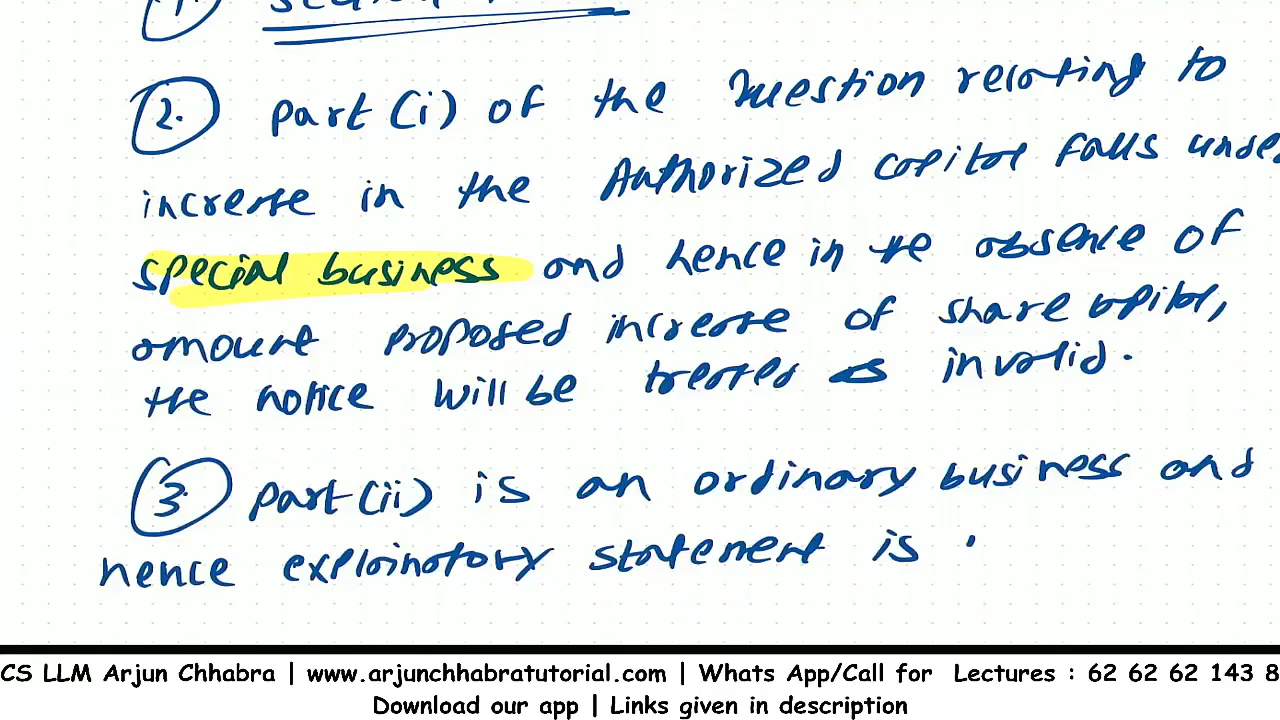 1.
2. Part (i) of the Question relating to
increase in the Authorized capital falls under
special business and hence in the absence of
amount proposed increase of share capital,
the notice will be treated as invalid.
3. Part (ii) is an ordinary business and
hence explainatory statement is
CS LLM Arjun Chhabra | www.arjunchhabratutorial.com | Whats App/Call for Lectures : 62 62 62 143 8
Download our app | Links given in description